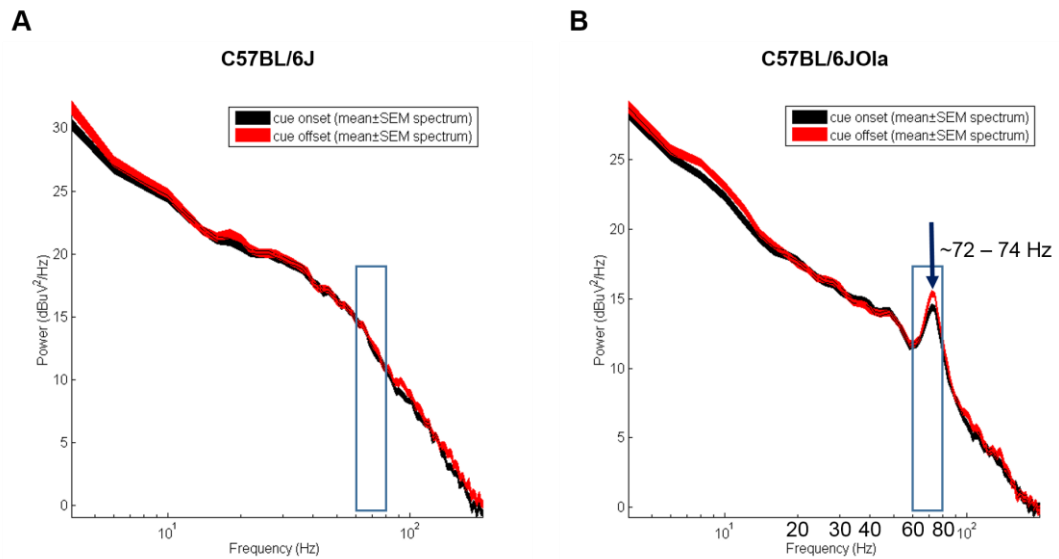 A
C57BL/6J
cue onset (mean±SEM spectrum)
cue offset (mean±SEM spectrum)
30
25
20
15
10
5
0
Power (dBuV²/Hz)
10¹
10²
Frequency (Hz)
B
C57BL/6JOla
cue onset (mean±SEM spectrum)
cue offset (mean±SEM spectrum)
~72 – 74 Hz
25
20
15
10
5
0
Power (dBuV²/Hz)
10¹
20
30
40
60
80
10²
Frequency (Hz)